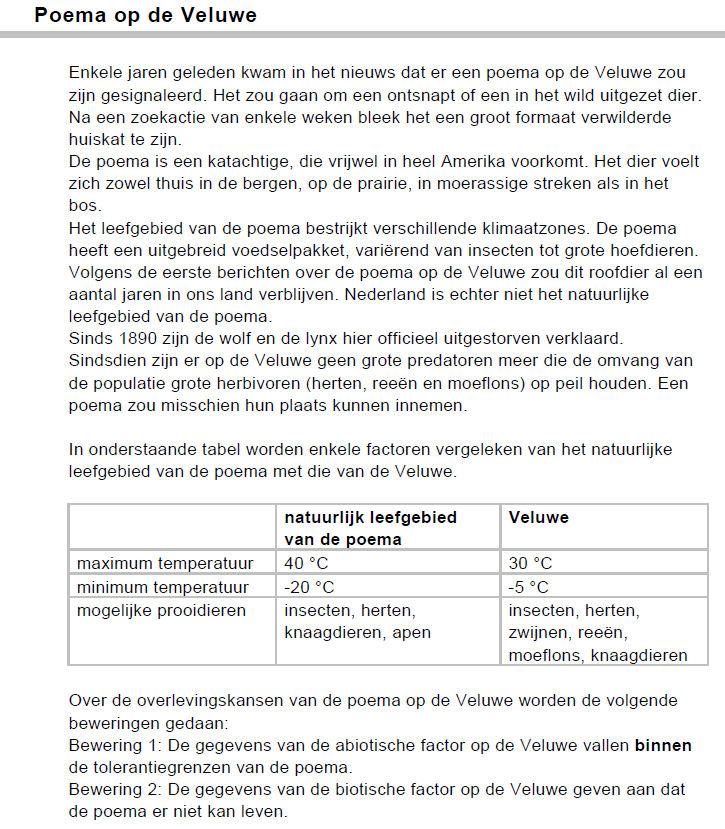 Poema op de Veluwe
Enkele jaren geleden kwam in het nieuws dat er een poema op de Veluwe zou
zijn gesignaleerd. Het zou gaan om een ontsnapt of een in het wild uitgezet dier.
Na een zoekactie van enkele weken bleek het een groot formaat verwilderde
huiskat te zijn.
De poema is een katachtige, die vrijwel in heel Amerika voorkomt. Het dier voelt
zich zowel thuis in de bergen, op de prairie, in moerassige streken als in het
bos.
Het leefgebied van de poema bestrijkt verschillende klimaatzones. De poema
heeft een uitgebreid voedselpakket, variërend van insecten tot grote hoefdieren.
Volgens de eerste berichten over de poema op de Veluwe zou dit roofdier al een
aantal jaren in ons land verblijven. Nederland is echter niet het natuurlijke
leefgebied van de poema.
Sinds 1890 zijn de wolf en de lynx hier officieel uitgestorven verklaard.
Sindsdien zijn er op de Veluwe geen grote predatoren meer die de omvang van
de populatie grote herbivoren (herten, reeën en moeflons) op peil houden. Een
poema zou misschien hun plaats kunnen innemen.
In onderstaande tabel worden enkele factoren vergeleken van het natuurlijke
leefgebied van de poema met die van de Veluwe.
natuurlijk leefgebied Veluwe
van de poema
maximum temperatuur 40 °C 30 °C
minimum temperatuur -20 °C -5 °C
mogelijke prooidieren insecten, herten, insecten, herten,
knaagdieren, apen zwijnen, reeën,
moeflons, knaagdieren
Over de overlevingskansen van de poema op de Veluwe worden de volgende
beweringen gedaan:
Bewering 1: De gegevens van de abiotische factor op de Veluwe vallen binnen
de tolerantiegrenzen van de poema.
Bewering 2: De gegevens van de biotische factor op de Veluwe geven aan dat
de poema er niet kan leven.